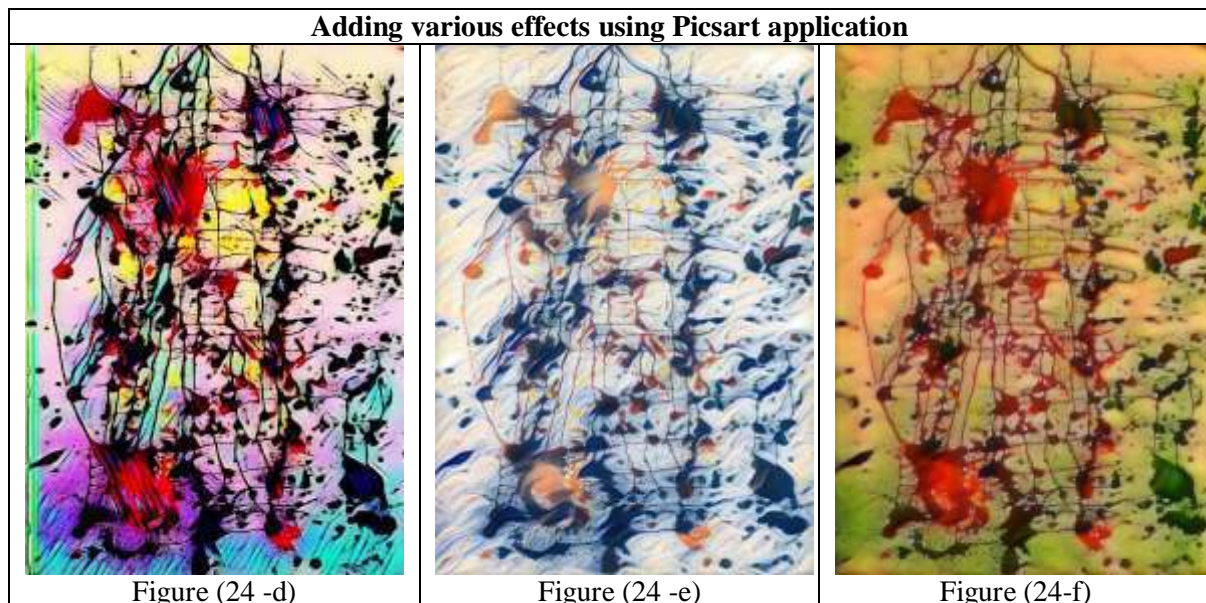 Adding various effects using Picsart application
Figure (24 -d)
Figure (24 -e)
Figure (24-f)